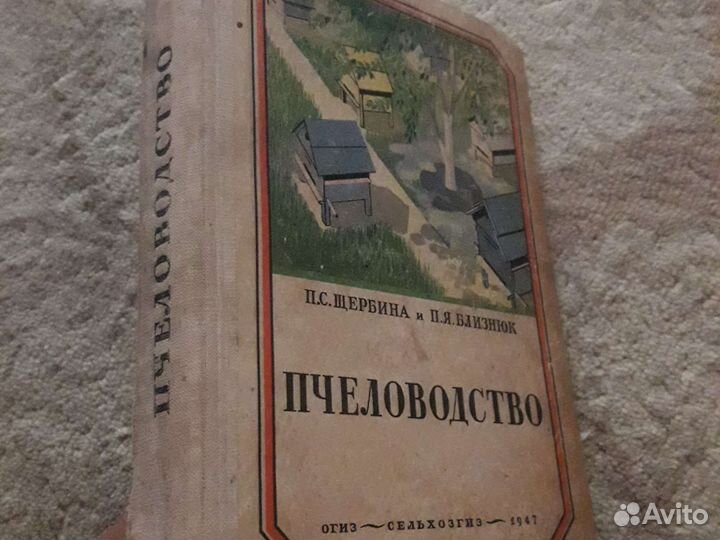 ПЧЕЛОВОДСТВО
П.С. ЩЕРБИНА и П.Я. БЛИЗНЮК
ПЧЕЛОВОДСТВО
ОГИЗ — СЕЛЬХОЗГИЗ — 1947
Avito